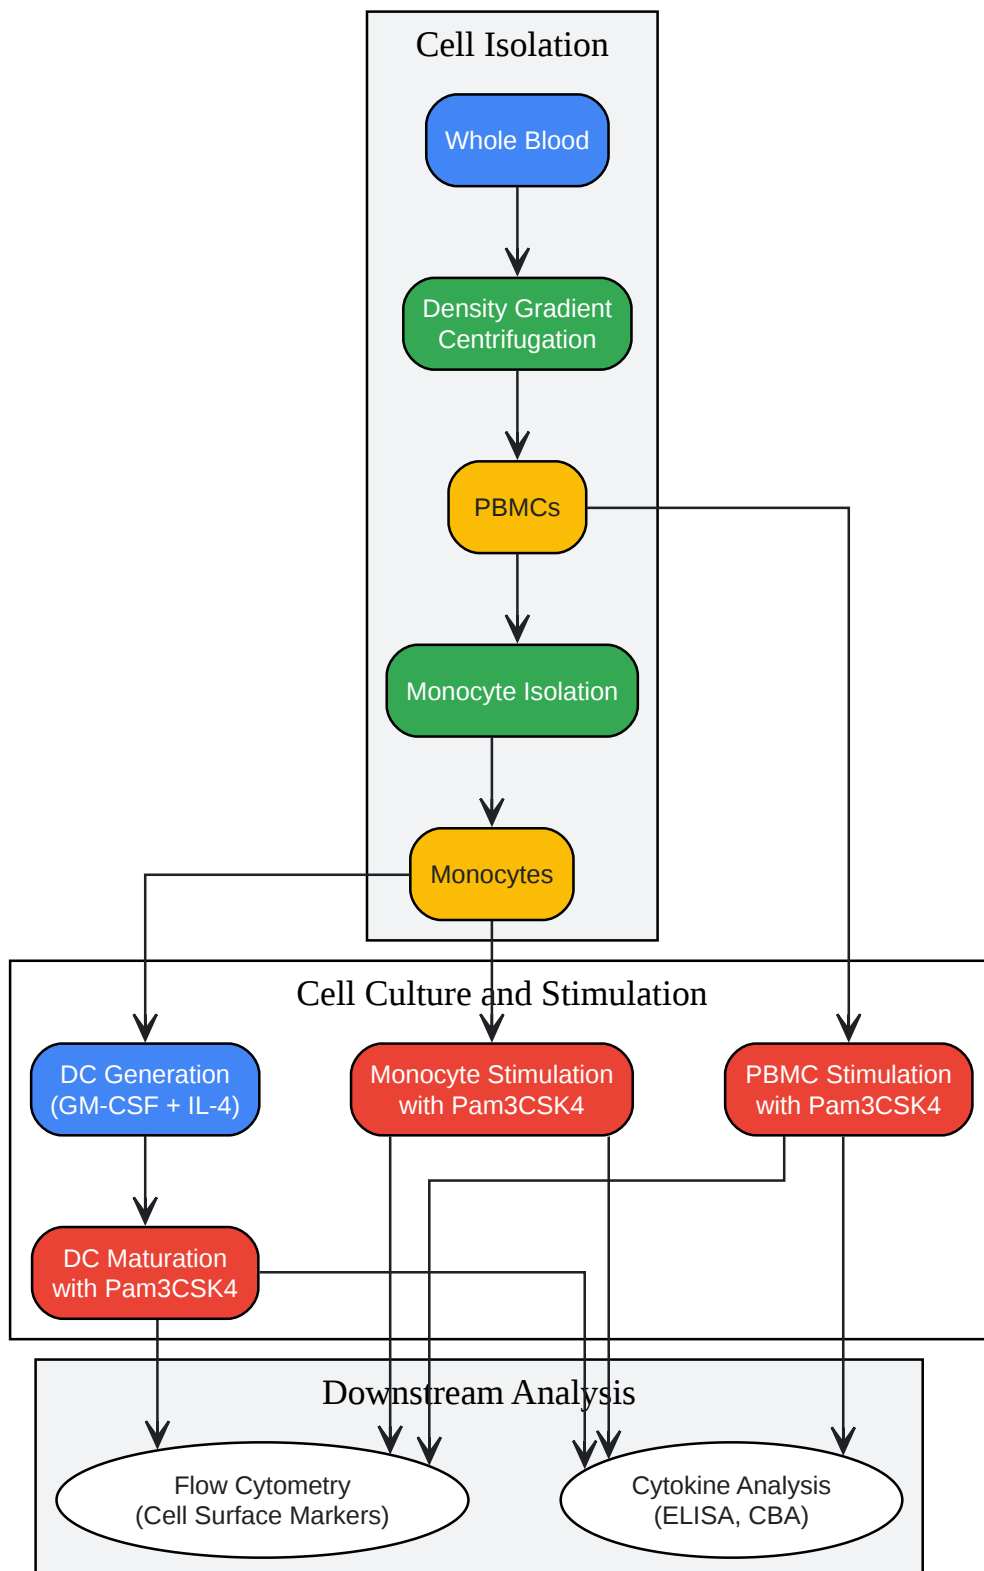 Cell Isolation
Whole Blood
Density Gradient
Centrifugation
PBMCs
Monocyte Isolation
Monocytes
Cell Culture and Stimulation
DC Generation
(GM-CSF + IL-4)
Monocyte Stimulation
with Pam3CSK4
PBMC Stimulation
with Pam3CSK4
DC Maturation
with Pam3CSK4
Downstream Analysis
Flow Cytometry
(Cell Surface Markers)
Cytokine Analysis
(ELISA, CBA)